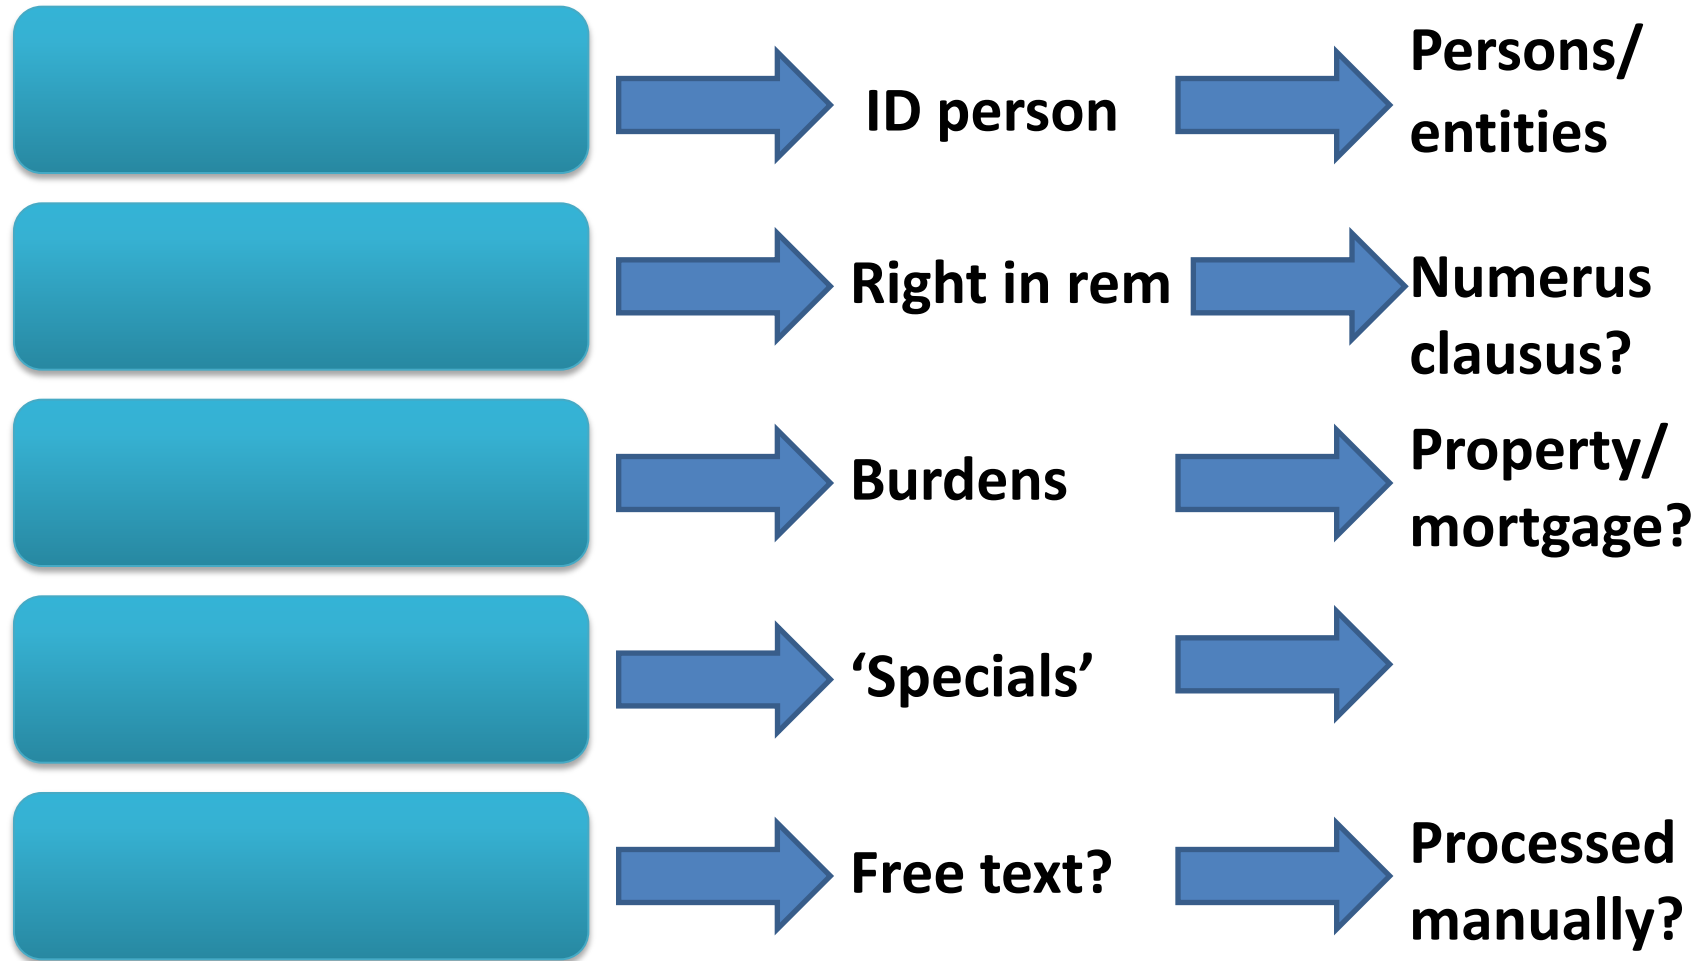 ID person
Persons/
entities
Right in rem
Numerus
clausus?
Burdens
Property/
mortgage?
‘Specials’
Free text?
Processed
manually?